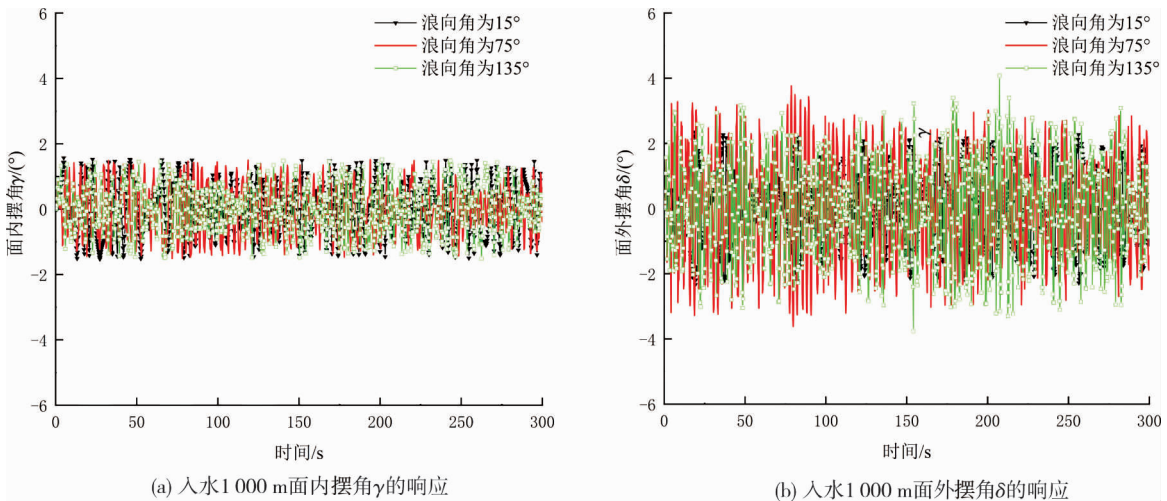 浪向角为15°
浪向角为75°
浪向角为135°
面内摆角γ/(°)
6
4
2
0
-2
-4
-6
0
50
100
150
200
250
300
时间/s
(a) 入水1 000 m面内摆角γ的响应
浪向角为15°
浪向角为75°
浪向角为135°
γ
面外摆角δ/(°)
6
4
2
0
-2
-4
-6
0
50
100
150
200
250
300
时间/s
(b) 入水1 000 m面外摆角δ的响应